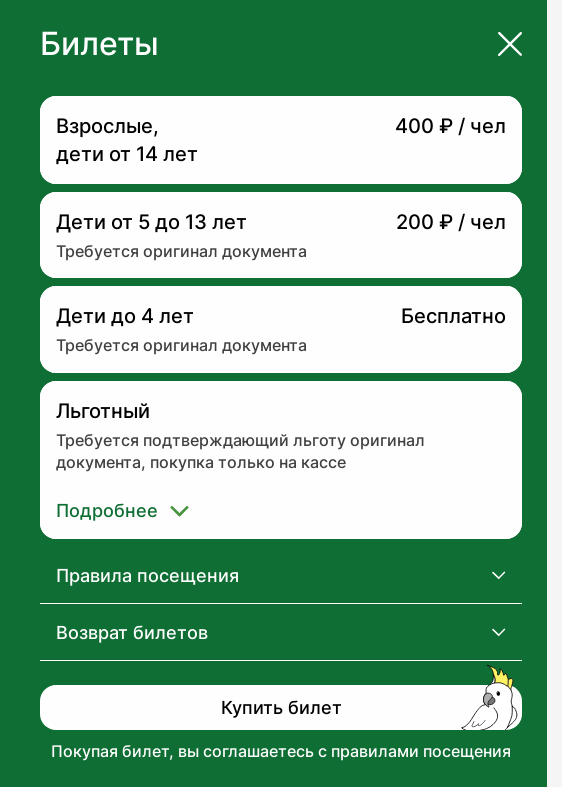 Билеты
Взрослые,
дети от 14 лет
400 ₽ / чел
Дети от 5 до 13 лет
200 ₽ / чел
Требуется оригинал документа
Дети до 4 лет
Бесплатно
Требуется оригинал документа
Льготный
Требуется подтверждающий льготу оригинал
документа, покупка только на кассе
Подробнее
Правила посещения
Возврат билетов
Купить билет
Покупая билет, вы соглашаетесь с правилами посещения